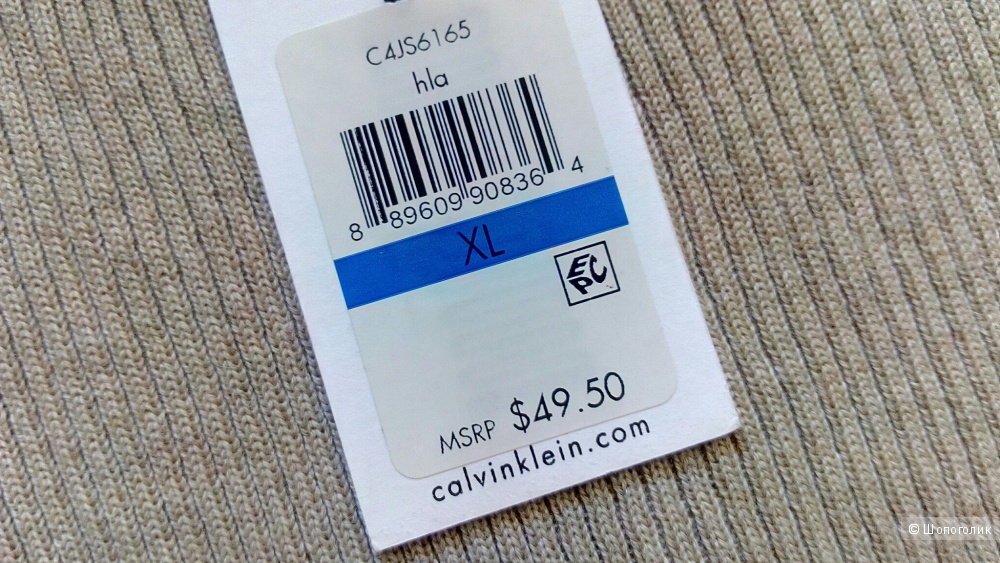 C4JS6165
hla
8 89609 90836 4
XL
EPC
MSRP $49.50
calvinklein.com
© Шопоголик